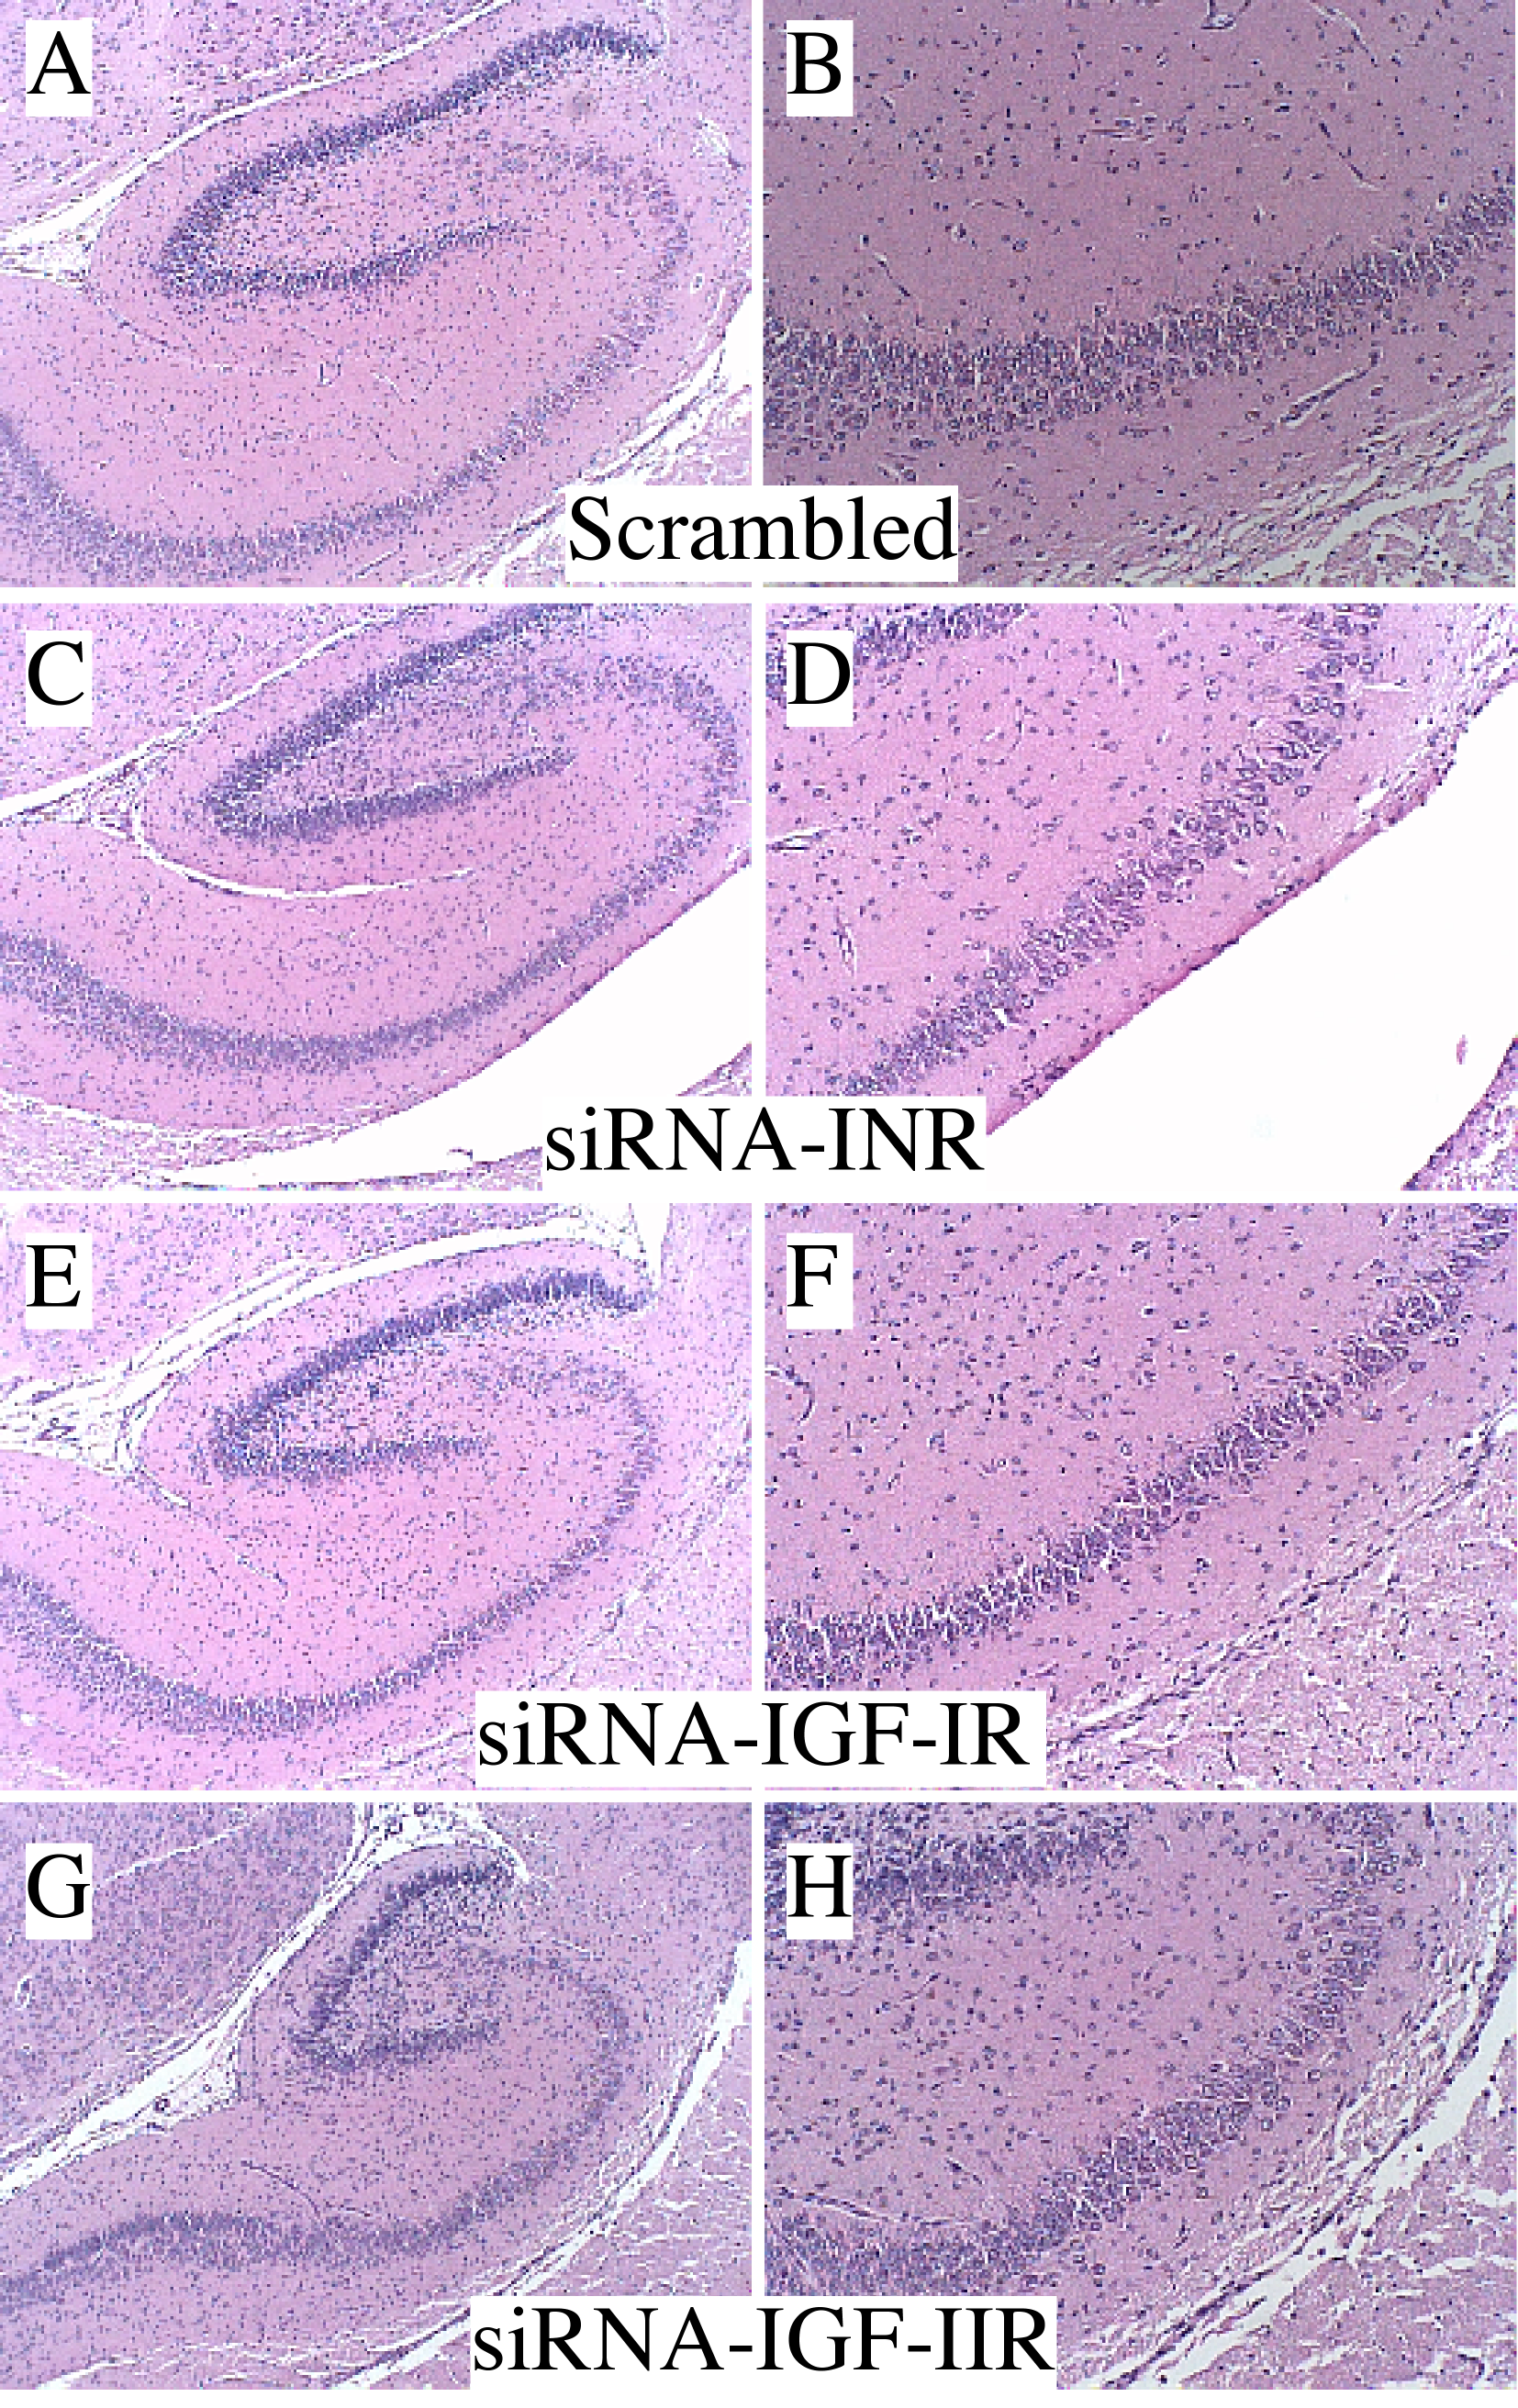 A
B
Scrambled
C
D
siRNA-INR
E
F
siRNA-IGF-IR
G
H
siRNA-IGF-IIR